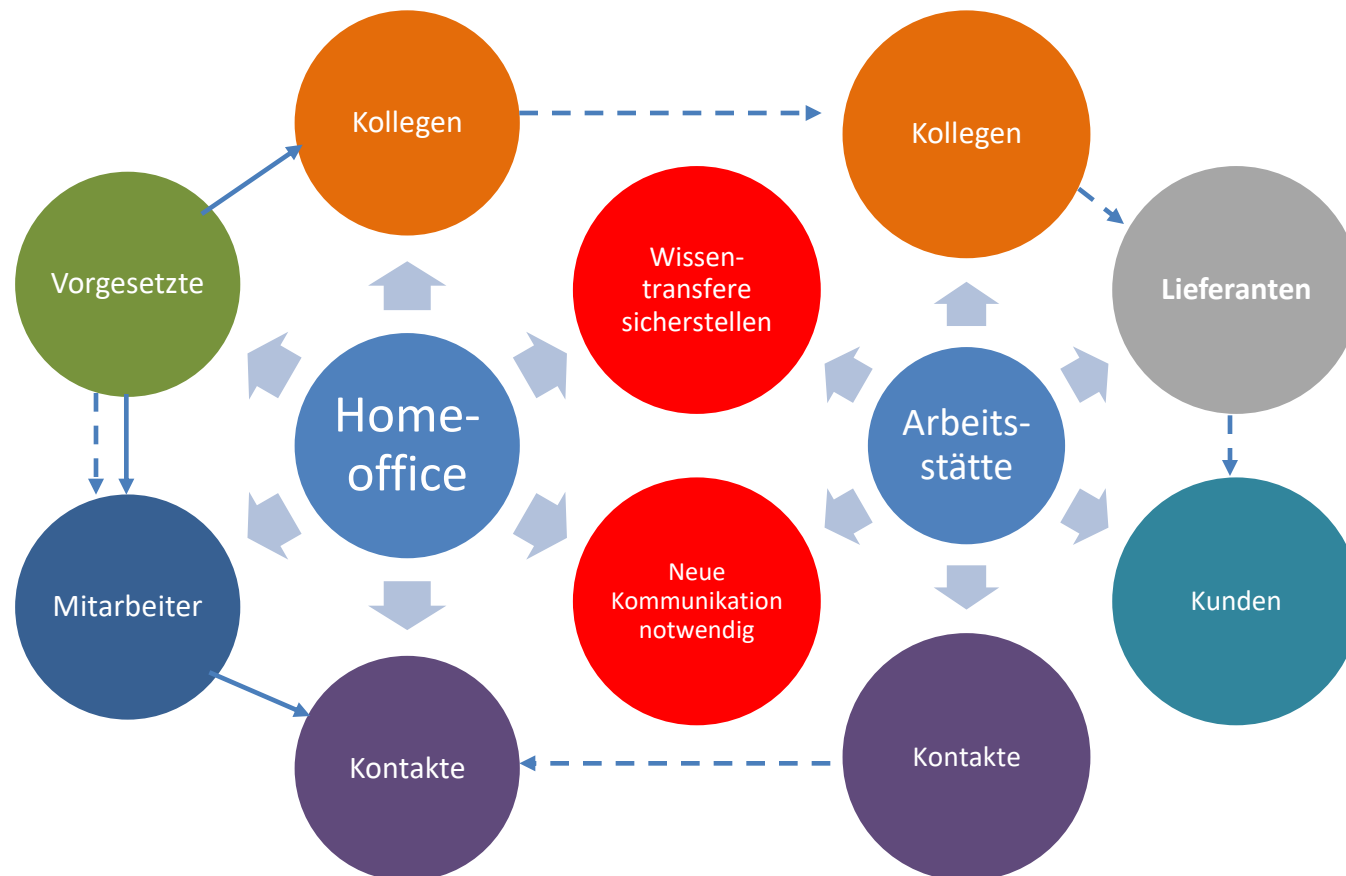 Kollegen
Kollegen
Vorgesetzte
Wissen-
transfere
sicherstellen
Lieferanten
Home-
office
Arbeits-
stätte
Mitarbeiter
Neue
Kommunikation
notwendig
Kunden
Kontakte
Kontakte